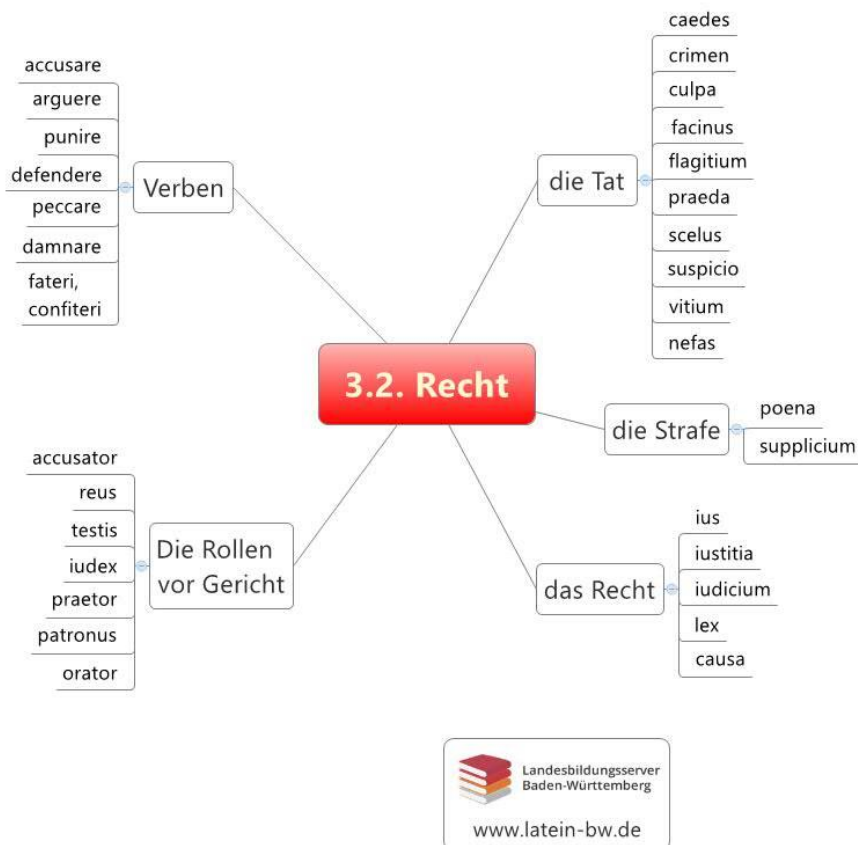 3.2. Recht
Verben
accusare
arguere
punire
defendere
peccare
damnare
fateri,
confiteri
die Tat
caedes
crimen
culpa
facinus
flagitium
praeda
scelus
suspicio
vitium
nefas
die Strafe
poena
supplicium
Die Rollen
vor Gericht
accusator
reus
testis
iudex
praetor
patronus
orator
das Recht
ius
iustitia
iudicium
lex
causa
Landesbildungsserver
Baden-Württemberg
www.latein-bw.de